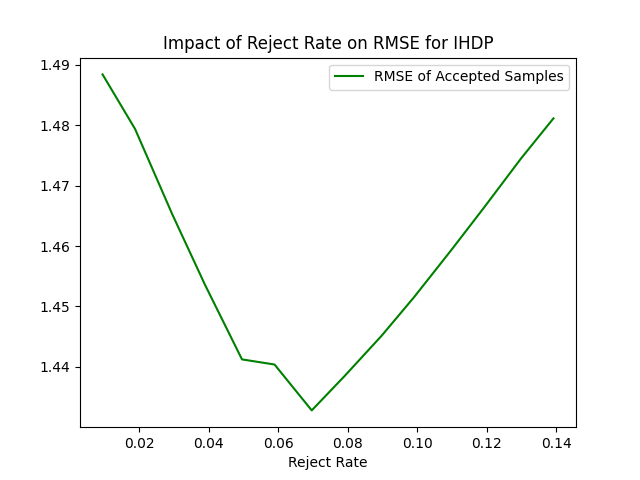 Impact of Reject Rate on RMSE for IHDP
RMSE of Accepted Samples
1.49
1.48
1.47
1.46
1.45
1.44
0.02 0.04 0.06 0.08 0.10 0.12 0.14
Reject Rate